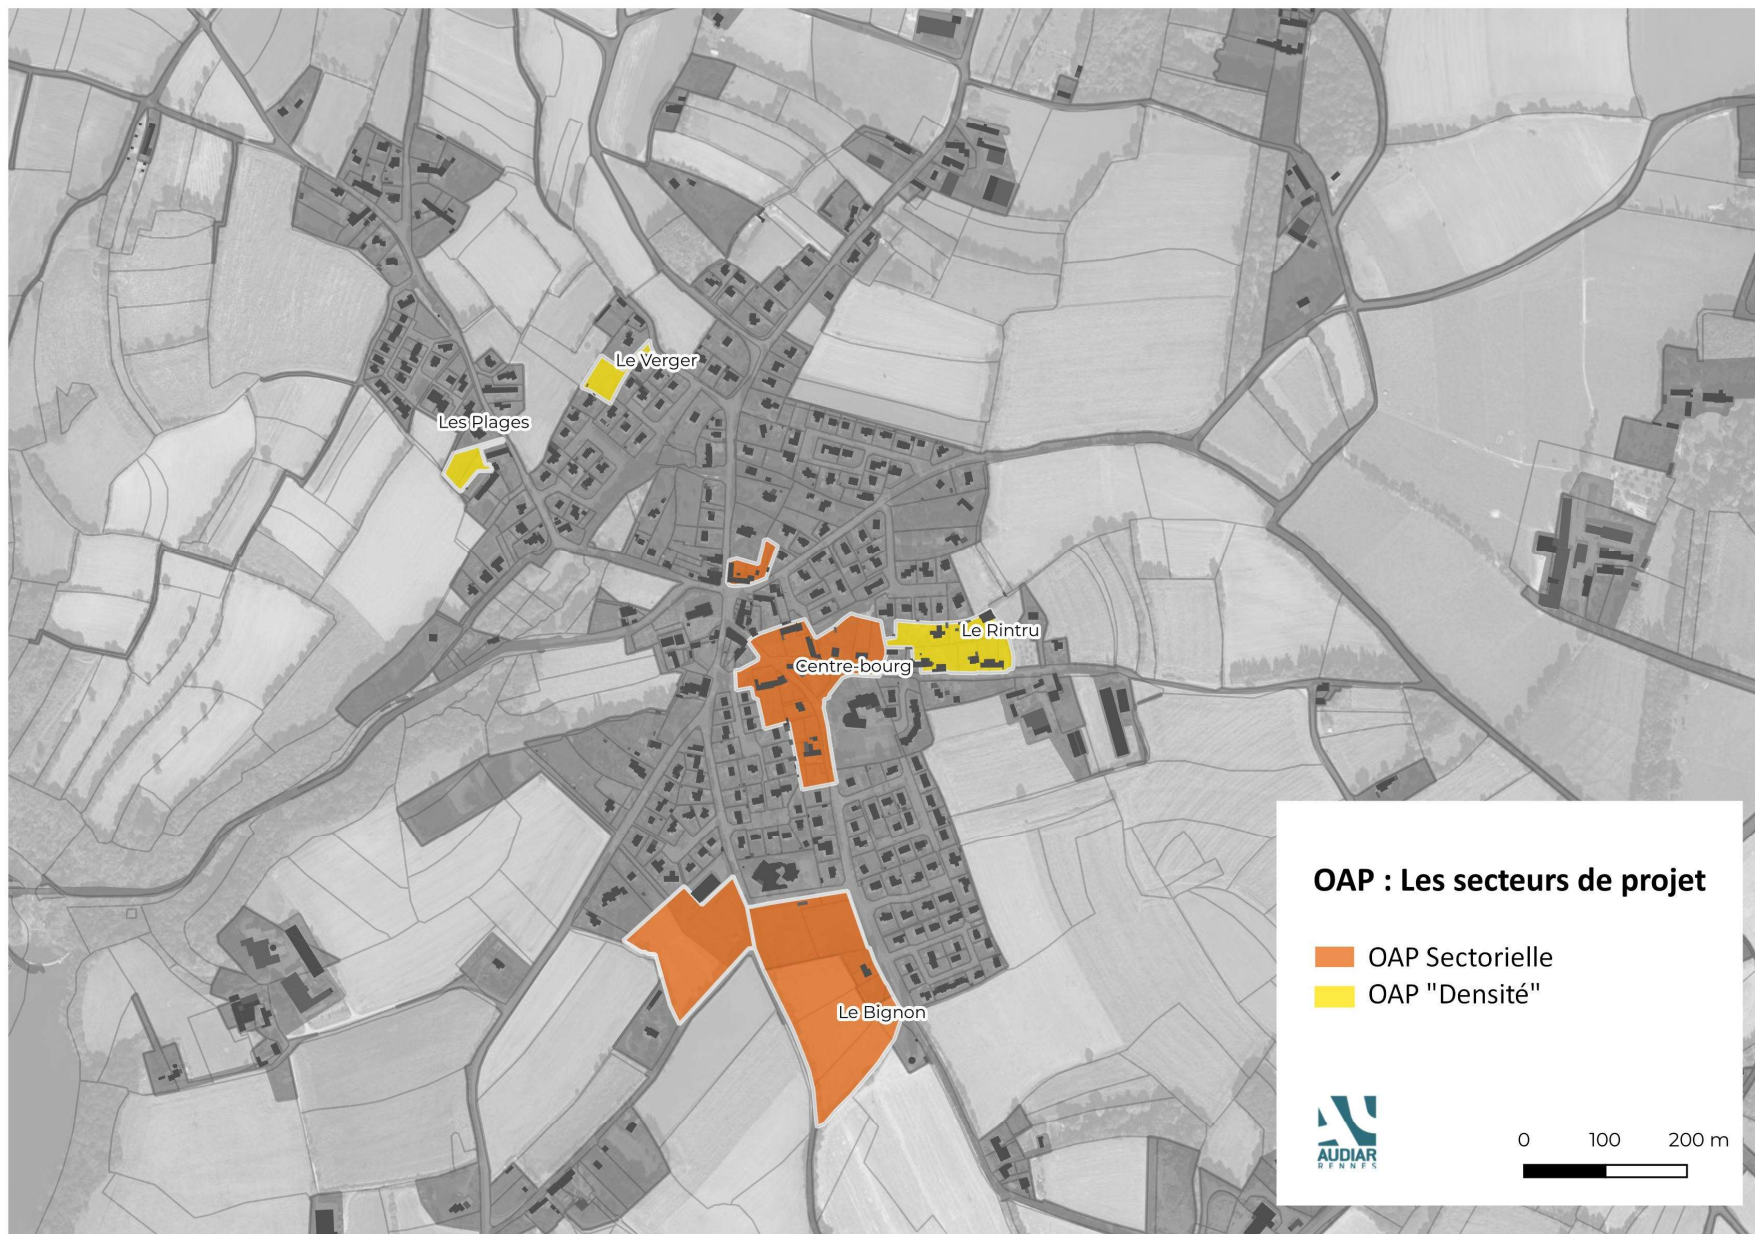 Le Verger
Les Plages
Le Rintru
Centre-bourg
Le Bignon
OAP : Les secteurs de projet
OAP Sectorielle
OAP "Densité"
AUDIAR
RENNES
0 100 200 m